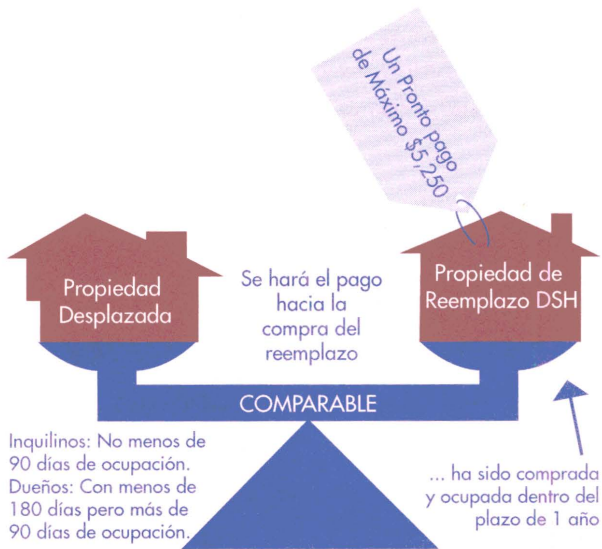 Un Pronto pago
de Máximo $5,250
Propiedad
Desplazada
Se hará el pago
hacia la
compra del
reemplazo
Propiedad de
Reemplazo DSH
COMPARABLE
Inquilinos: No menos de
90 días de ocupación.
Dueños: Con menos de
180 días pero más de
90 días de ocupación.
... ha sido comprada
y ocupada dentro del
plazo de 1 año